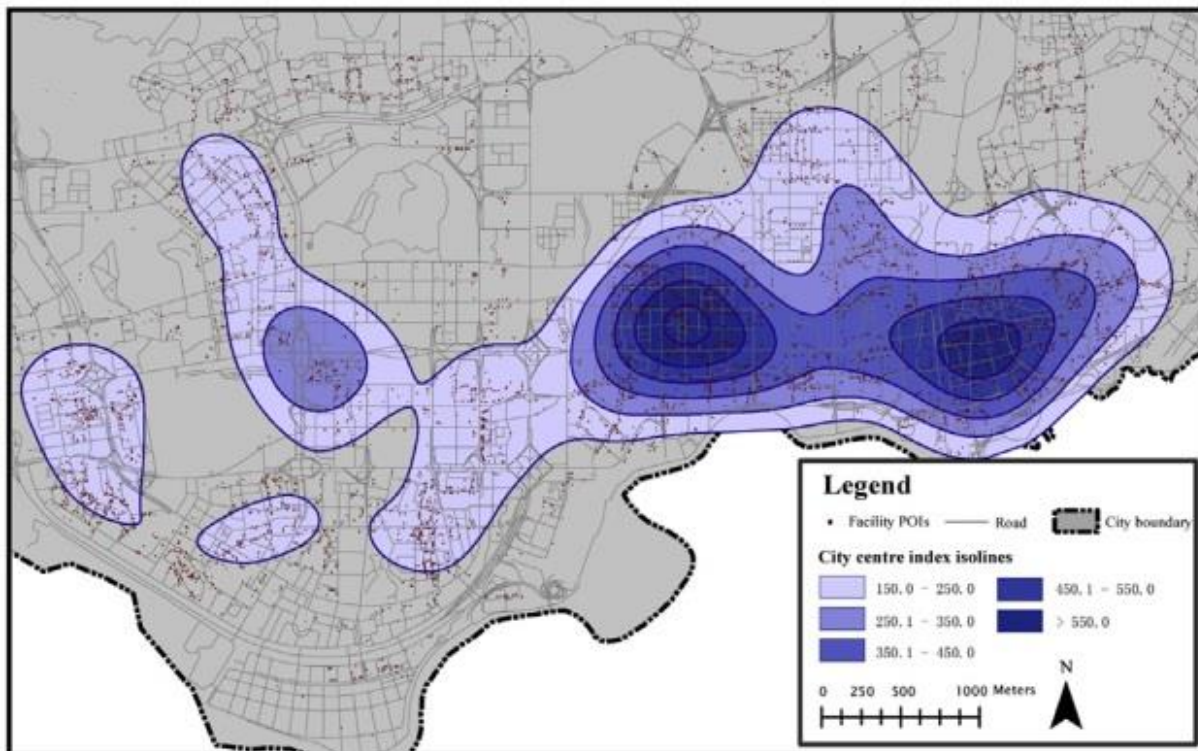 Legend
Facility POIs Road City boundary
City centre index isolines
150.0 - 250.0 450.1 - 550.0
250.1 - 350.0 > 550.0
350.1 - 450.0
N
0 250 500 1000 Meters